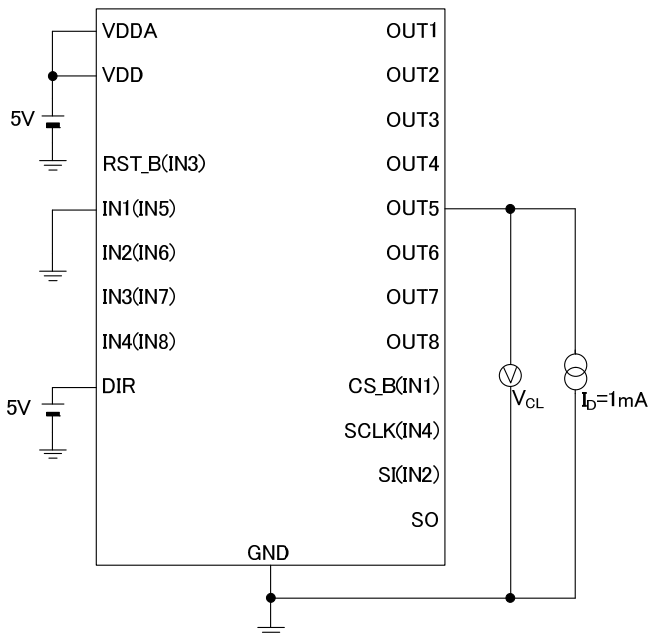 VDDA OUT1
VDD OUT2
5V OUT3
RST_B(IN3) OUT4
IN1(IN5) OUT5
IN2(IN6) OUT6
IN3(IN7) OUT7
IN4(IN8) OUT8
DIR CS_B(IN1)
5V V VCL ID=1mA
SCLK(IN4)
SI(IN2)
SO
GND